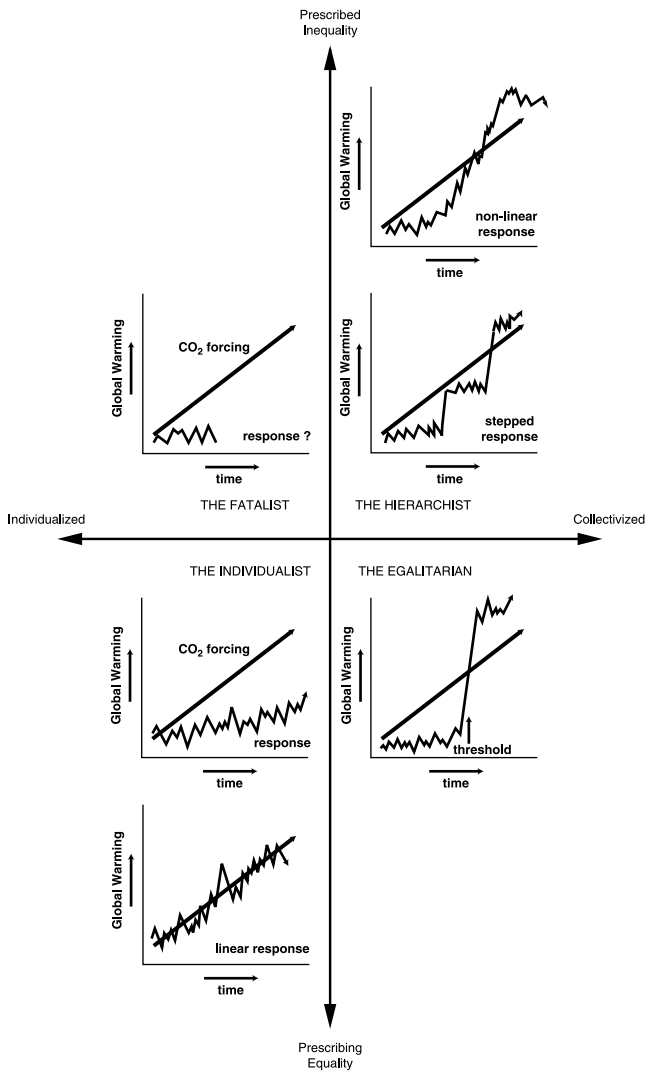 Prescribed
Inequality
Global Warming
non-linear
response
time
Global Warming
CO₂ forcing
response ?
time
Global Warming
stepped
response
time
THE FATALIST
THE HIERARCHIST
Individualized
Collectivized
THE INDIVIDUALIST
THE EGALITARIAN
Global Warming
CO₂ forcing
response
time
Global Warming
threshold
time
Global Warming
linear response
time
Prescribing
Equality